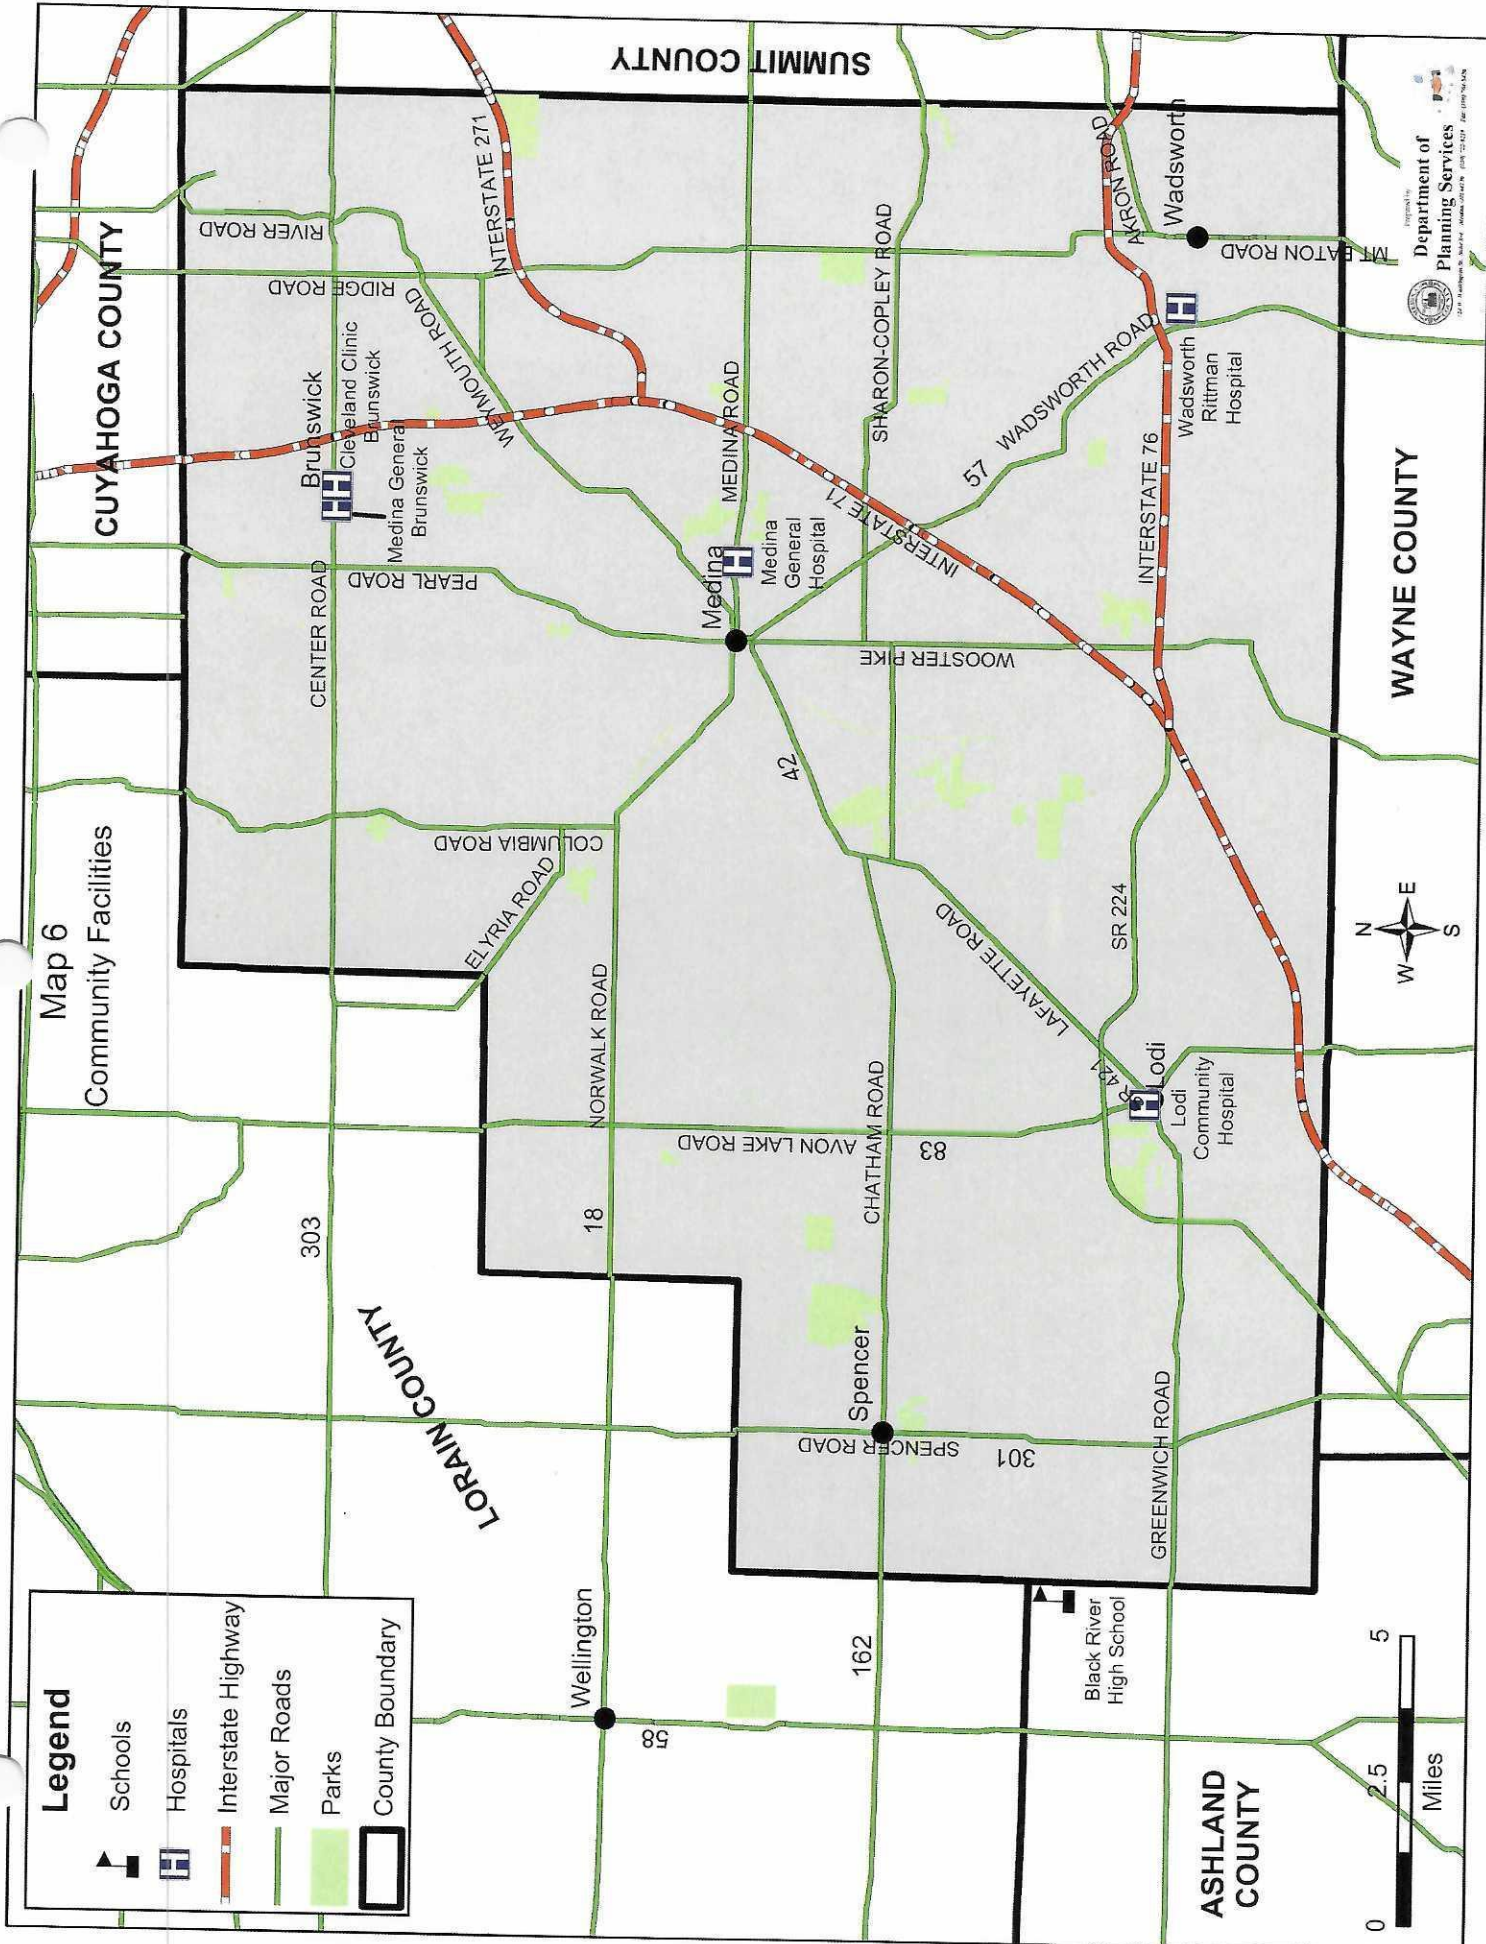 Map 6
Community Facilities
CUYAHOGA COUNTY
SUMMIT COUNTY
LORAIN COUNTY
WAYNE COUNTY
ASHLAND
COUNTY
303
CENTER ROAD
Brunswick
Cleveland Clinic
Brunswick
Medina General
Brunswick
RIVER ROAD
RIDGE ROAD
WEYMOUTH ROAD
INTERSTATE 271
PEARL ROAD
COLUMBIA ROAD
ELYRIA ROAD
NORWALK ROAD
18
Wellington
58
Medina
Medina
General
Hospital
MEDINA ROAD
SHARON-COPLEY ROAD
INTERSTATE 71
57
WADSWORTH ROAD
WOOSTER PIKE
42
AVON LAKE ROAD
83
CHATHAM ROAD
LAFAYETTE ROAD
Spencer
SPENCER ROAD
301
162
SR 224
SR 421
Lodi
Lodi
Community
Hospital
INTERSTATE 76
Wadsworth
Rittman
Hospital
AKRON ROAD
Wadsworth
MT EATON ROAD
GREENWICH ROAD
Black River
High School
Legend
Schools
Hospitals
Interstate Highway
Major Roads
Parks
County Boundary
0 2.5 5
Miles
N
W E
S
Prepared by
Department of
Planning Services